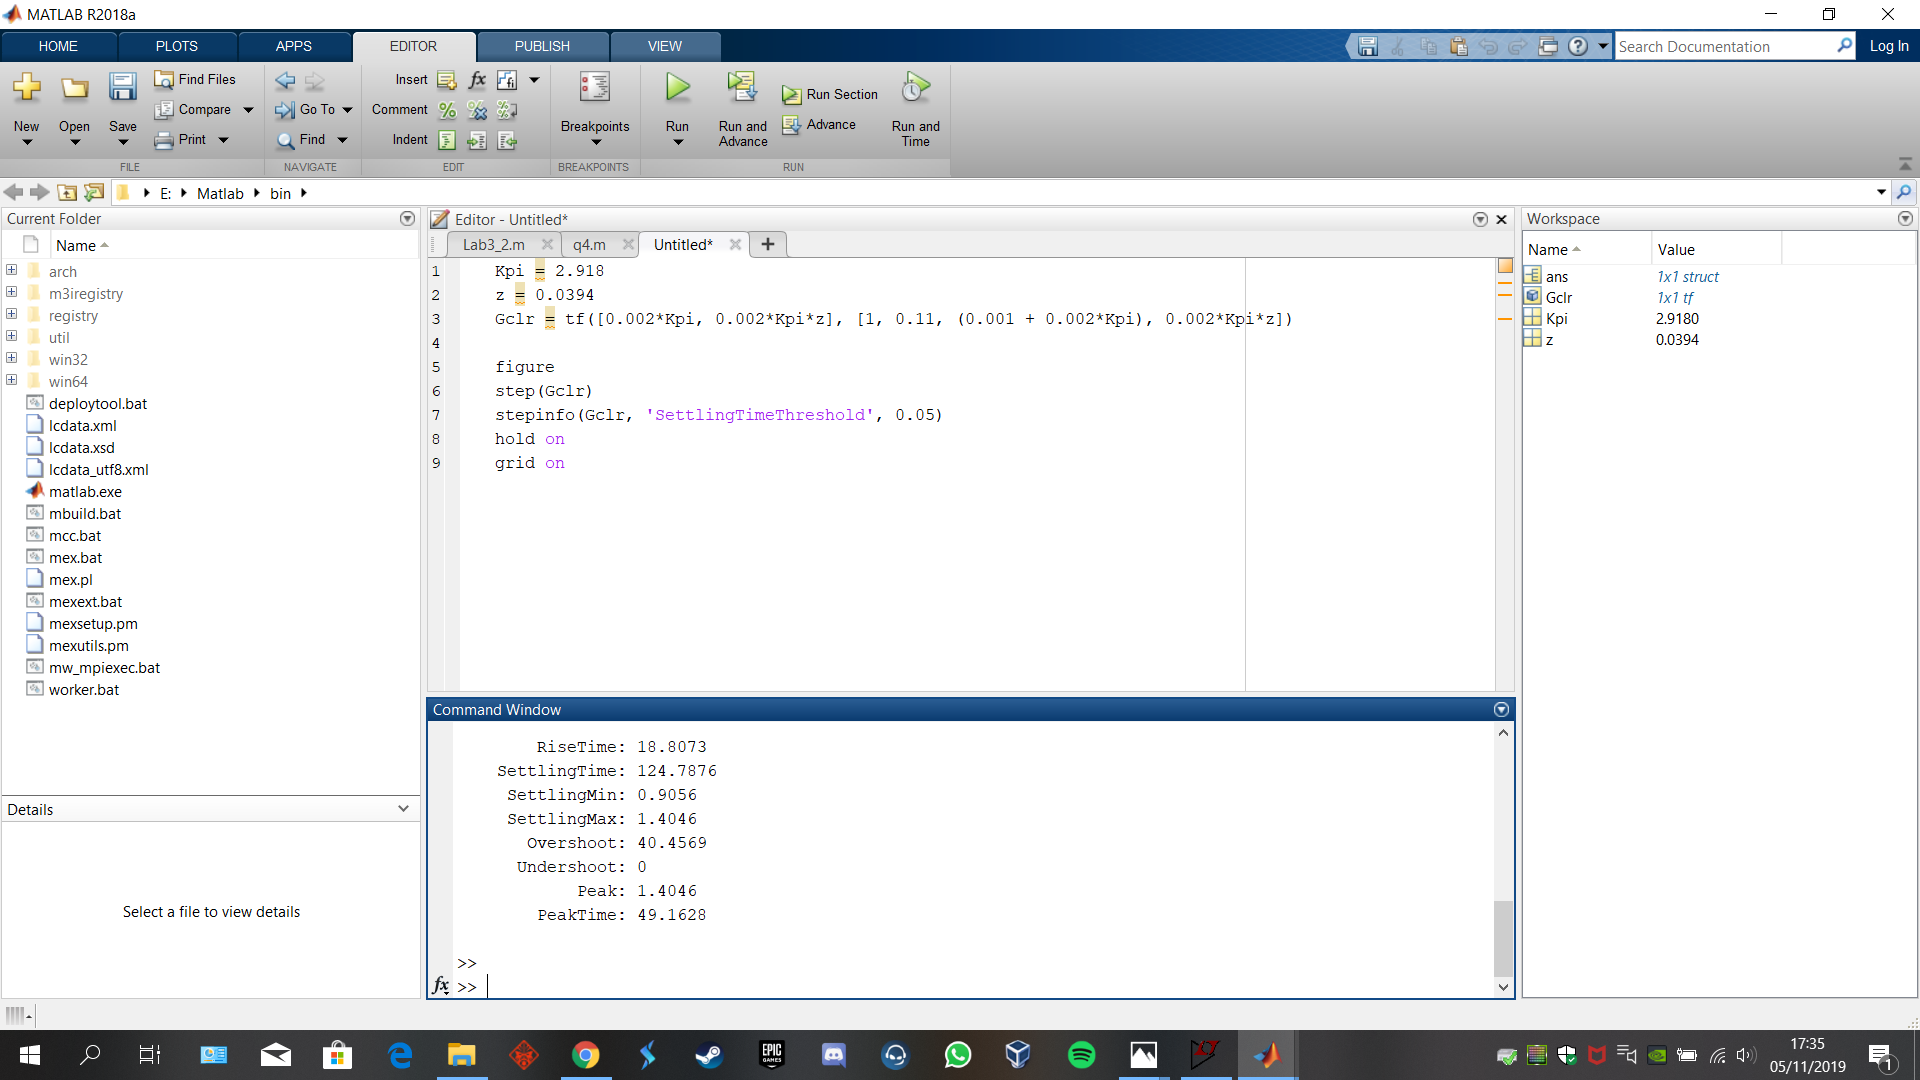 MATLAB R2018a
HOME PLOTS APPS EDITOR PUBLISH VIEW
Search Documentation
Log In
New Open Save
Find Files
Compare
Print
FILE
Go To
Find
NAVIGATE
Insert
Comment
Indent
EDIT
Breakpoints
BREAKPOINTS
Run
Run and Advance
Run Section
Advance
Run and Time
RUN
E: Matlab bin
Current Folder
Name
arch
m3iregistry
registry
util
win32
win64
deploytool.bat
lcdata.xml
lcdata.xsd
lcdata_utf8.xml
matlab.exe
mbuild.bat
mcc.bat
mex.bat
mex.pl
mexext.bat
mexsetup.pm
mexutils.pm
mw_mpiexec.bat
worker.bat
Details
Select a file to view details
Editor - Untitled*
Lab3_2.m q4.m Untitled*
1 Kpi = 2.918
2 z = 0.0394
3 Gclr = tf([0.002*Kpi, 0.002*Kpi*z], [1, 0.11, (0.001 + 0.002*Kpi), 0.002*Kpi*z])
4
5 figure
6 step(Gclr)
7 stepinfo(Gclr, 'SettlingTimeThreshold', 0.05)
8 hold on
9 grid on
Command Window
RiseTime: 18.8073
SettlingTime: 124.7876
SettlingMin: 0.9056
SettlingMax: 1.4046
Overshoot: 40.4569
Undershoot: 0
Peak: 1.4046
PeakTime: 49.1628
>>
fx >>
Workspace
Name Value
ans 1x1 struct
Gclr 1x1 tf
Kpi 2.9180
z 0.0394
EPIC GAMES
17:35
05/11/2019
1